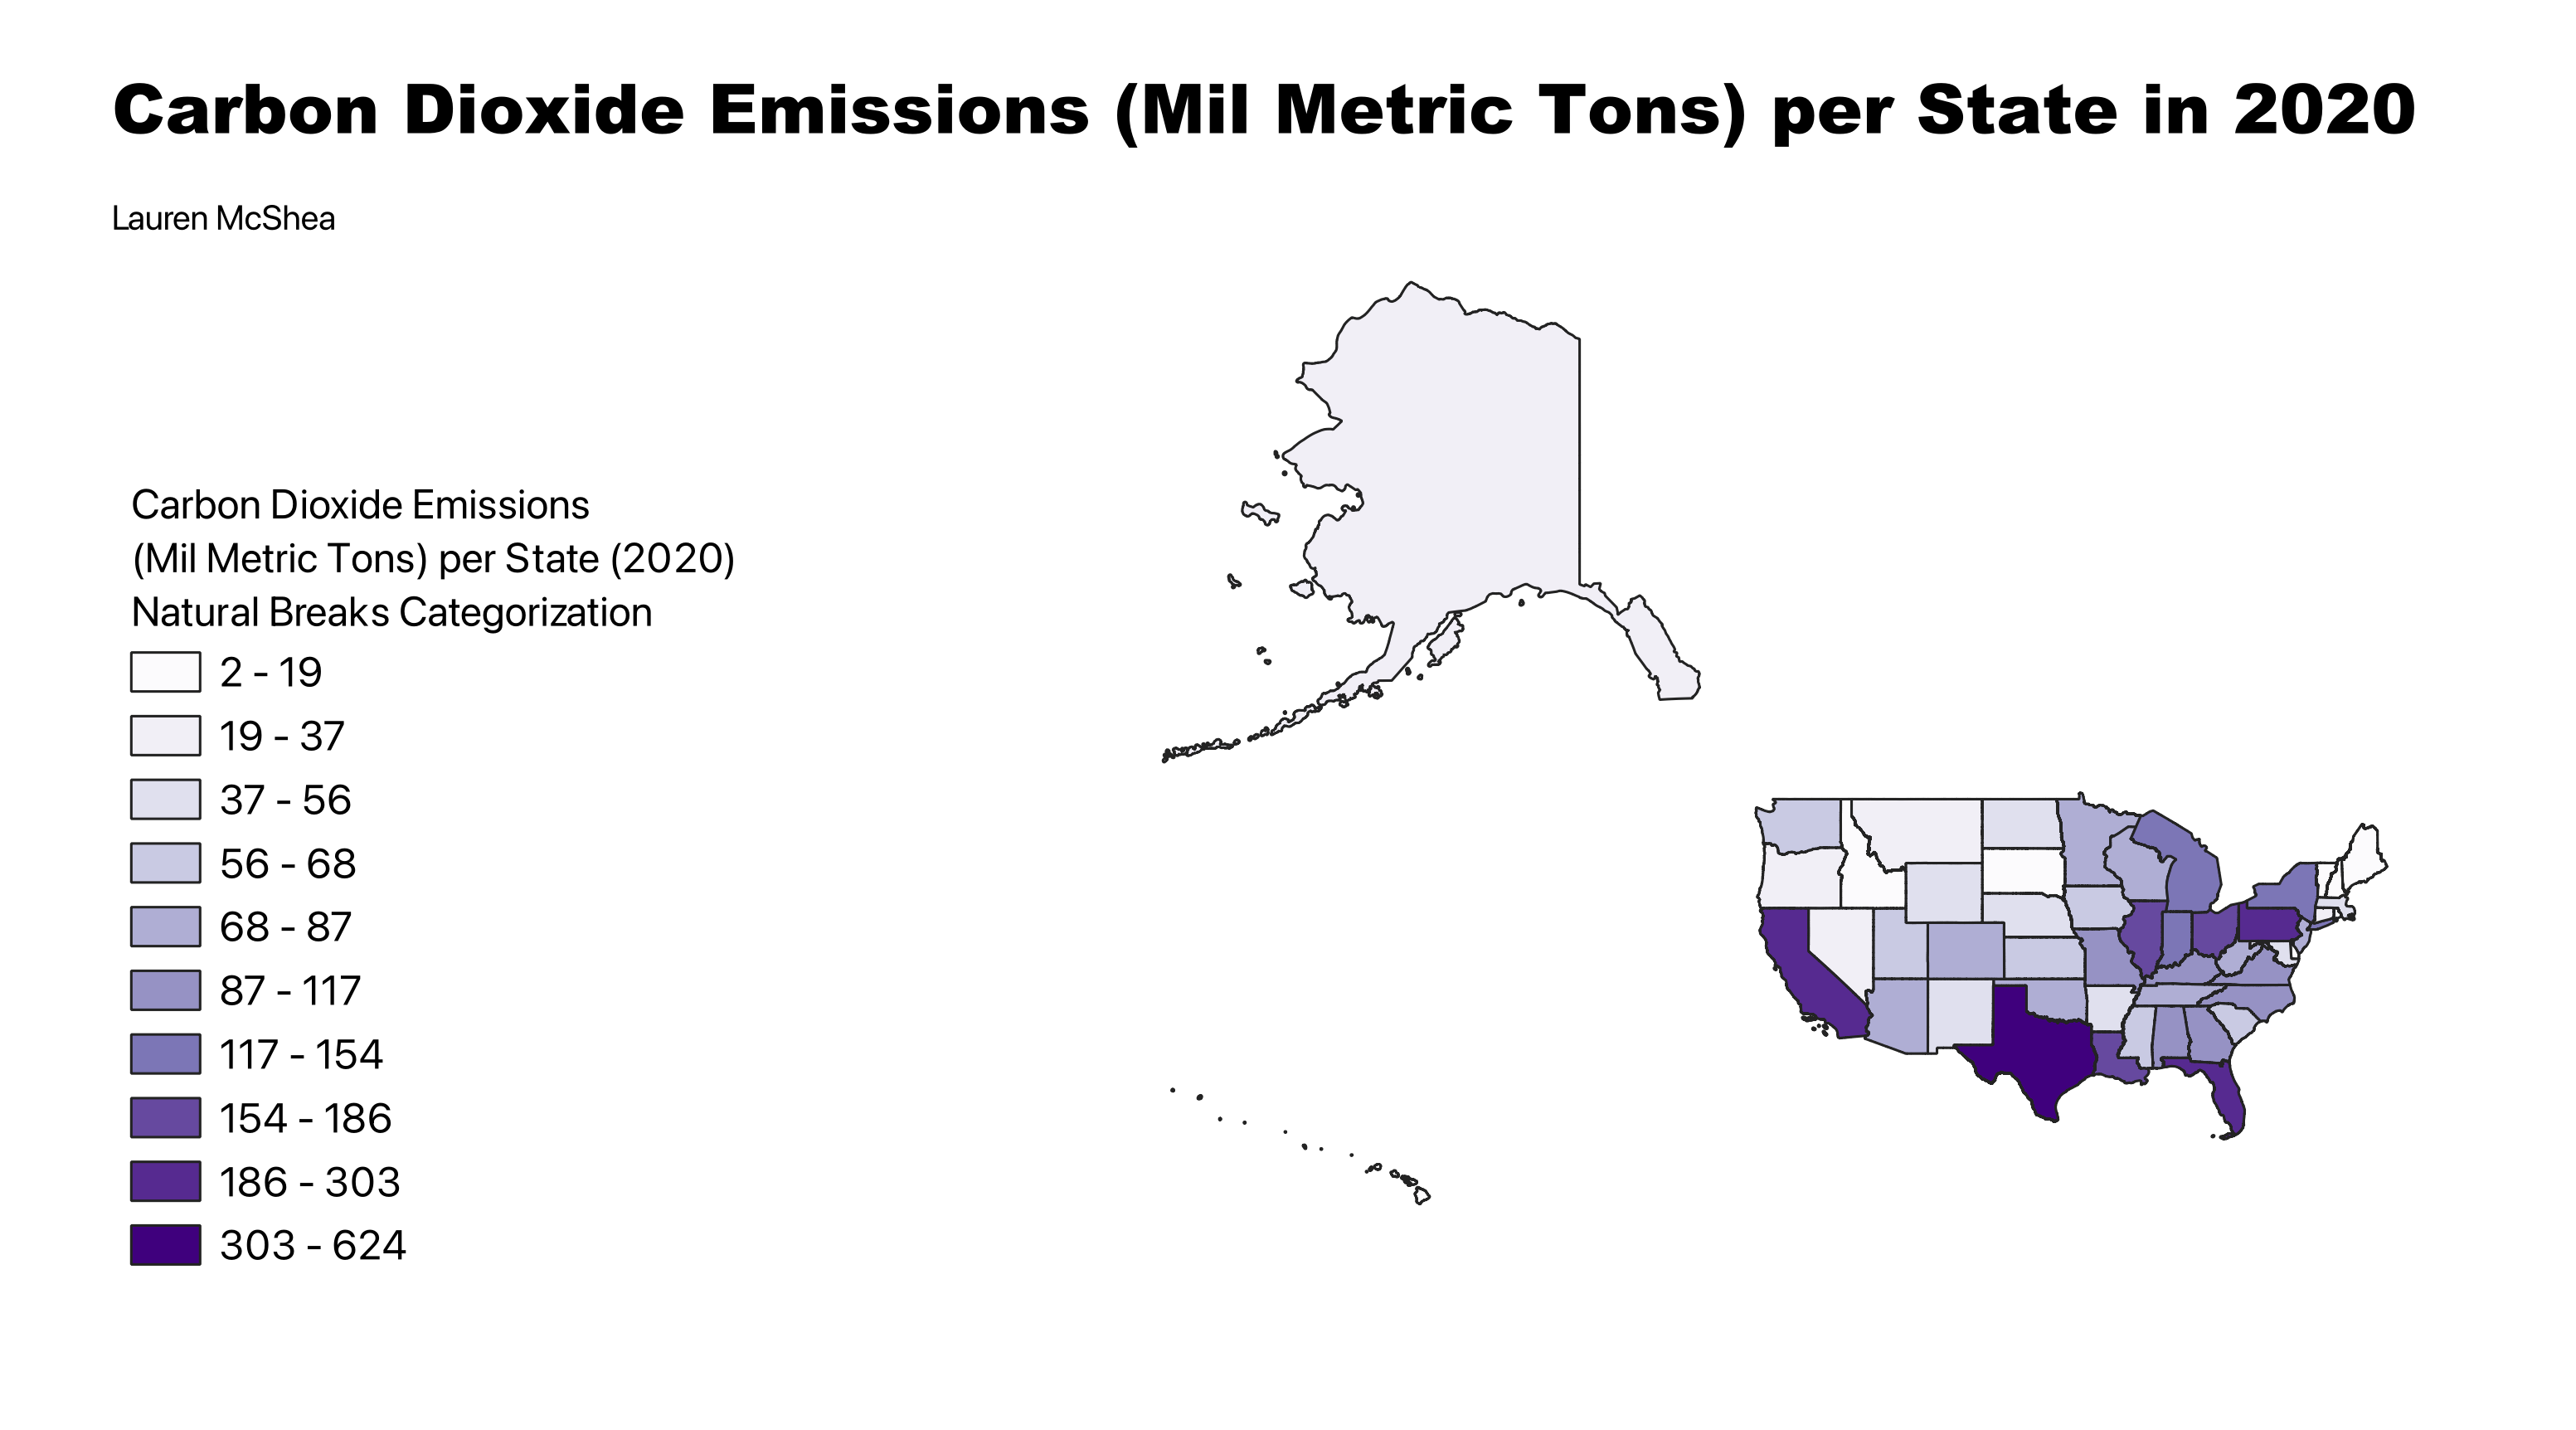 Carbon Dioxide Emissions (Mil Metric Tons) per State in 2020
Lauren McShea
Carbon Dioxide Emissions
(Mil Metric Tons) per State (2020)
Natural Breaks Categorization
2 - 19
19 - 37
37 - 56
56 - 68
68 - 87
87 - 117
117 - 154
154 - 186
186 - 303
303 - 624